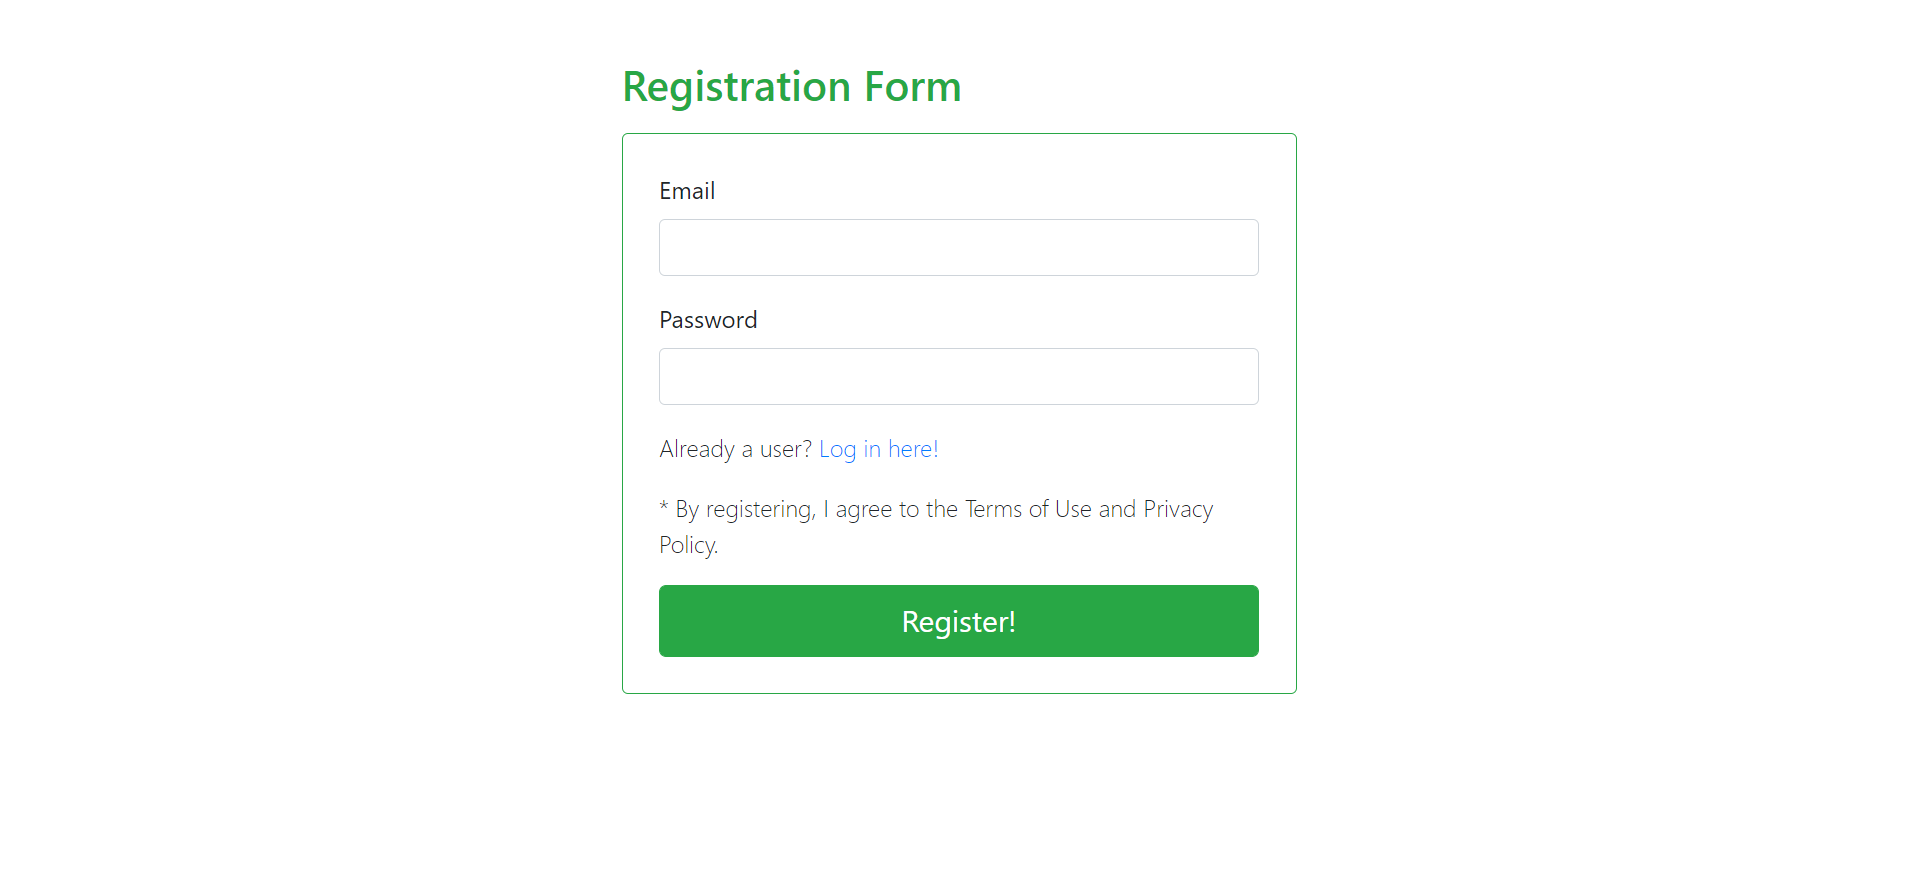 Registration Form
Email
Password
Already a user? Log in here!
* By registering, I agree to the Terms of Use and Privacy
Policy.
Register!